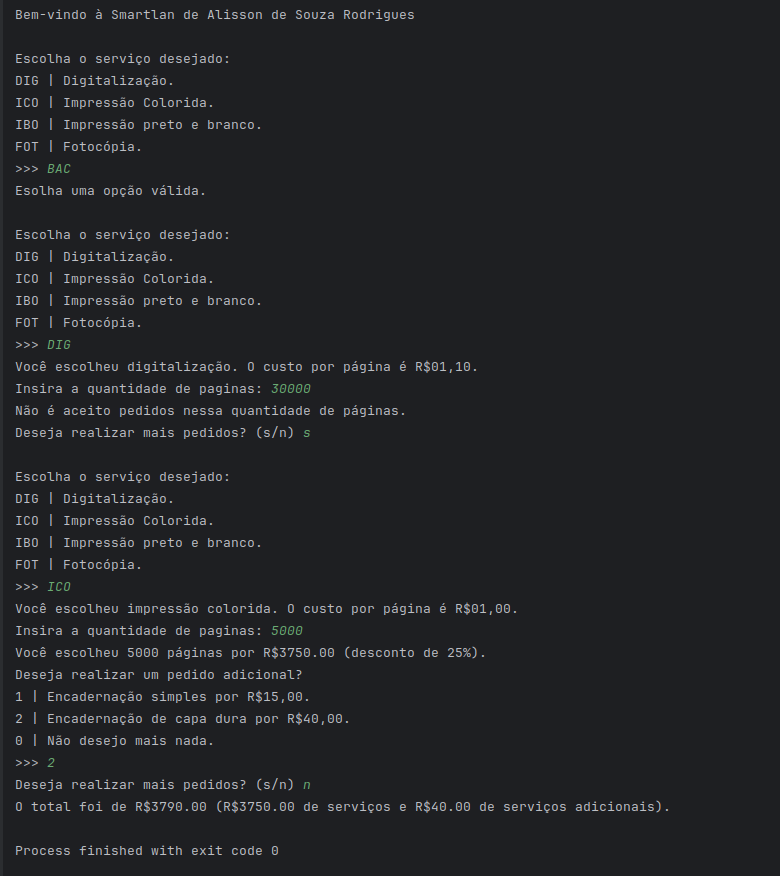 Bem-vindo à Smartlan de Alisson de Souza Rodrigues
Escolha o serviço desejado:
DIG | Digitalização.
ICO | Impressão Colorida.
IBO | Impressão preto e branco.
FOT | Fotocópia.
>>> BAC
Esolha uma opção válida.
Escolha o serviço desejado:
DIG | Digitalização.
ICO | Impressão Colorida.
IBO | Impressão preto e branco.
FOT | Fotocópia.
>>> DIG
Você escolheu digitalização. O custo por página é R$01,10.
Insira a quantidade de paginas: 30000
Não é aceito pedidos nessa quantidade de páginas.
Deseja realizar mais pedidos? (s/n) s
Escolha o serviço desejado:
DIG | Digitalização.
ICO | Impressão Colorida.
IBO | Impressão preto e branco.
FOT | Fotocópia.
>>> ICO
Você escolheu impressão colorida. O custo por página é R$01,00.
Insira a quantidade de paginas: 5000
Você escolheu 5000 páginas por R$3750.00 (desconto de 25%).
Deseja realizar um pedido adicional?
1 | Encadernação simples por R$15,00.
2 | Encadernação de capa dura por R$40,00.
0 | Não desejo mais nada.
>>> 2
Deseja realizar mais pedidos? (s/n) n
O total foi de R$3790.00 (R$3750.00 de serviços e R$40.00 de serviços adicionais).
Process finished with exit code 0